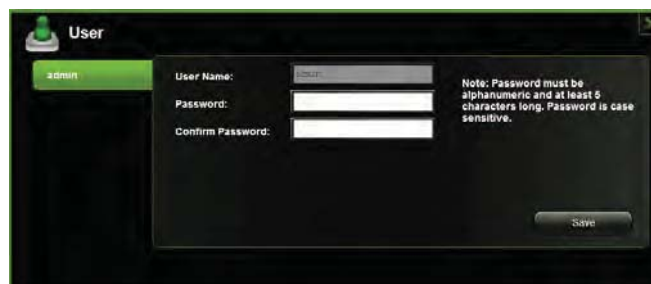 User
admin
User Name:
Password:
Confirm Password:
Note: Password must be
alphanumeric and at least 5
characters long. Password is case
sensitive.
Save